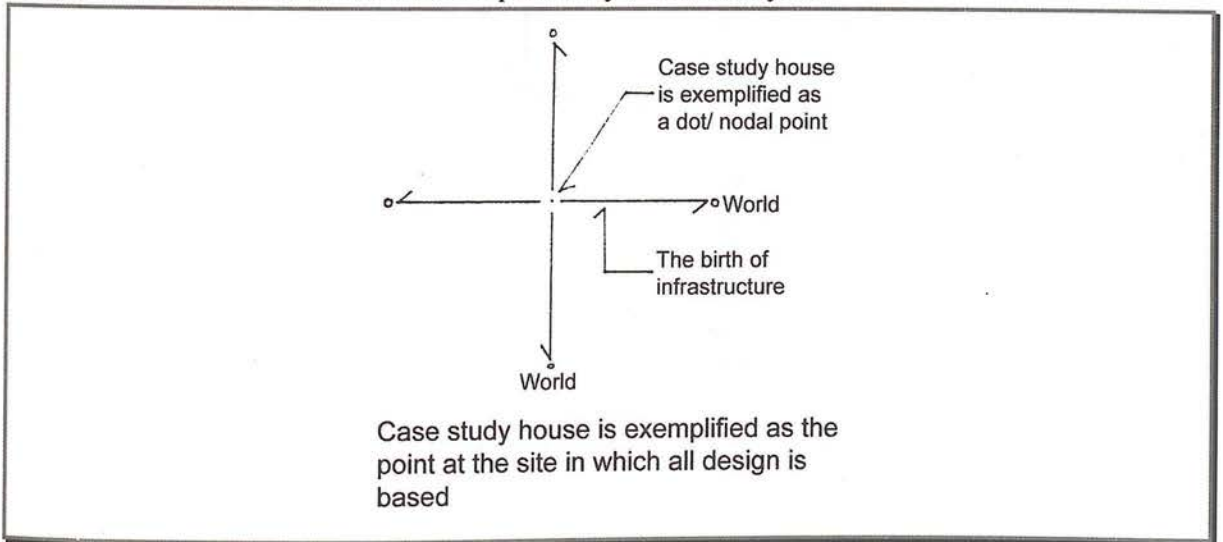 Case study house
is exemplified as
a dot/ nodal point
World
The birth of
infrastructure
World
Case study house is exemplified as the
point at the site in which all design is
based